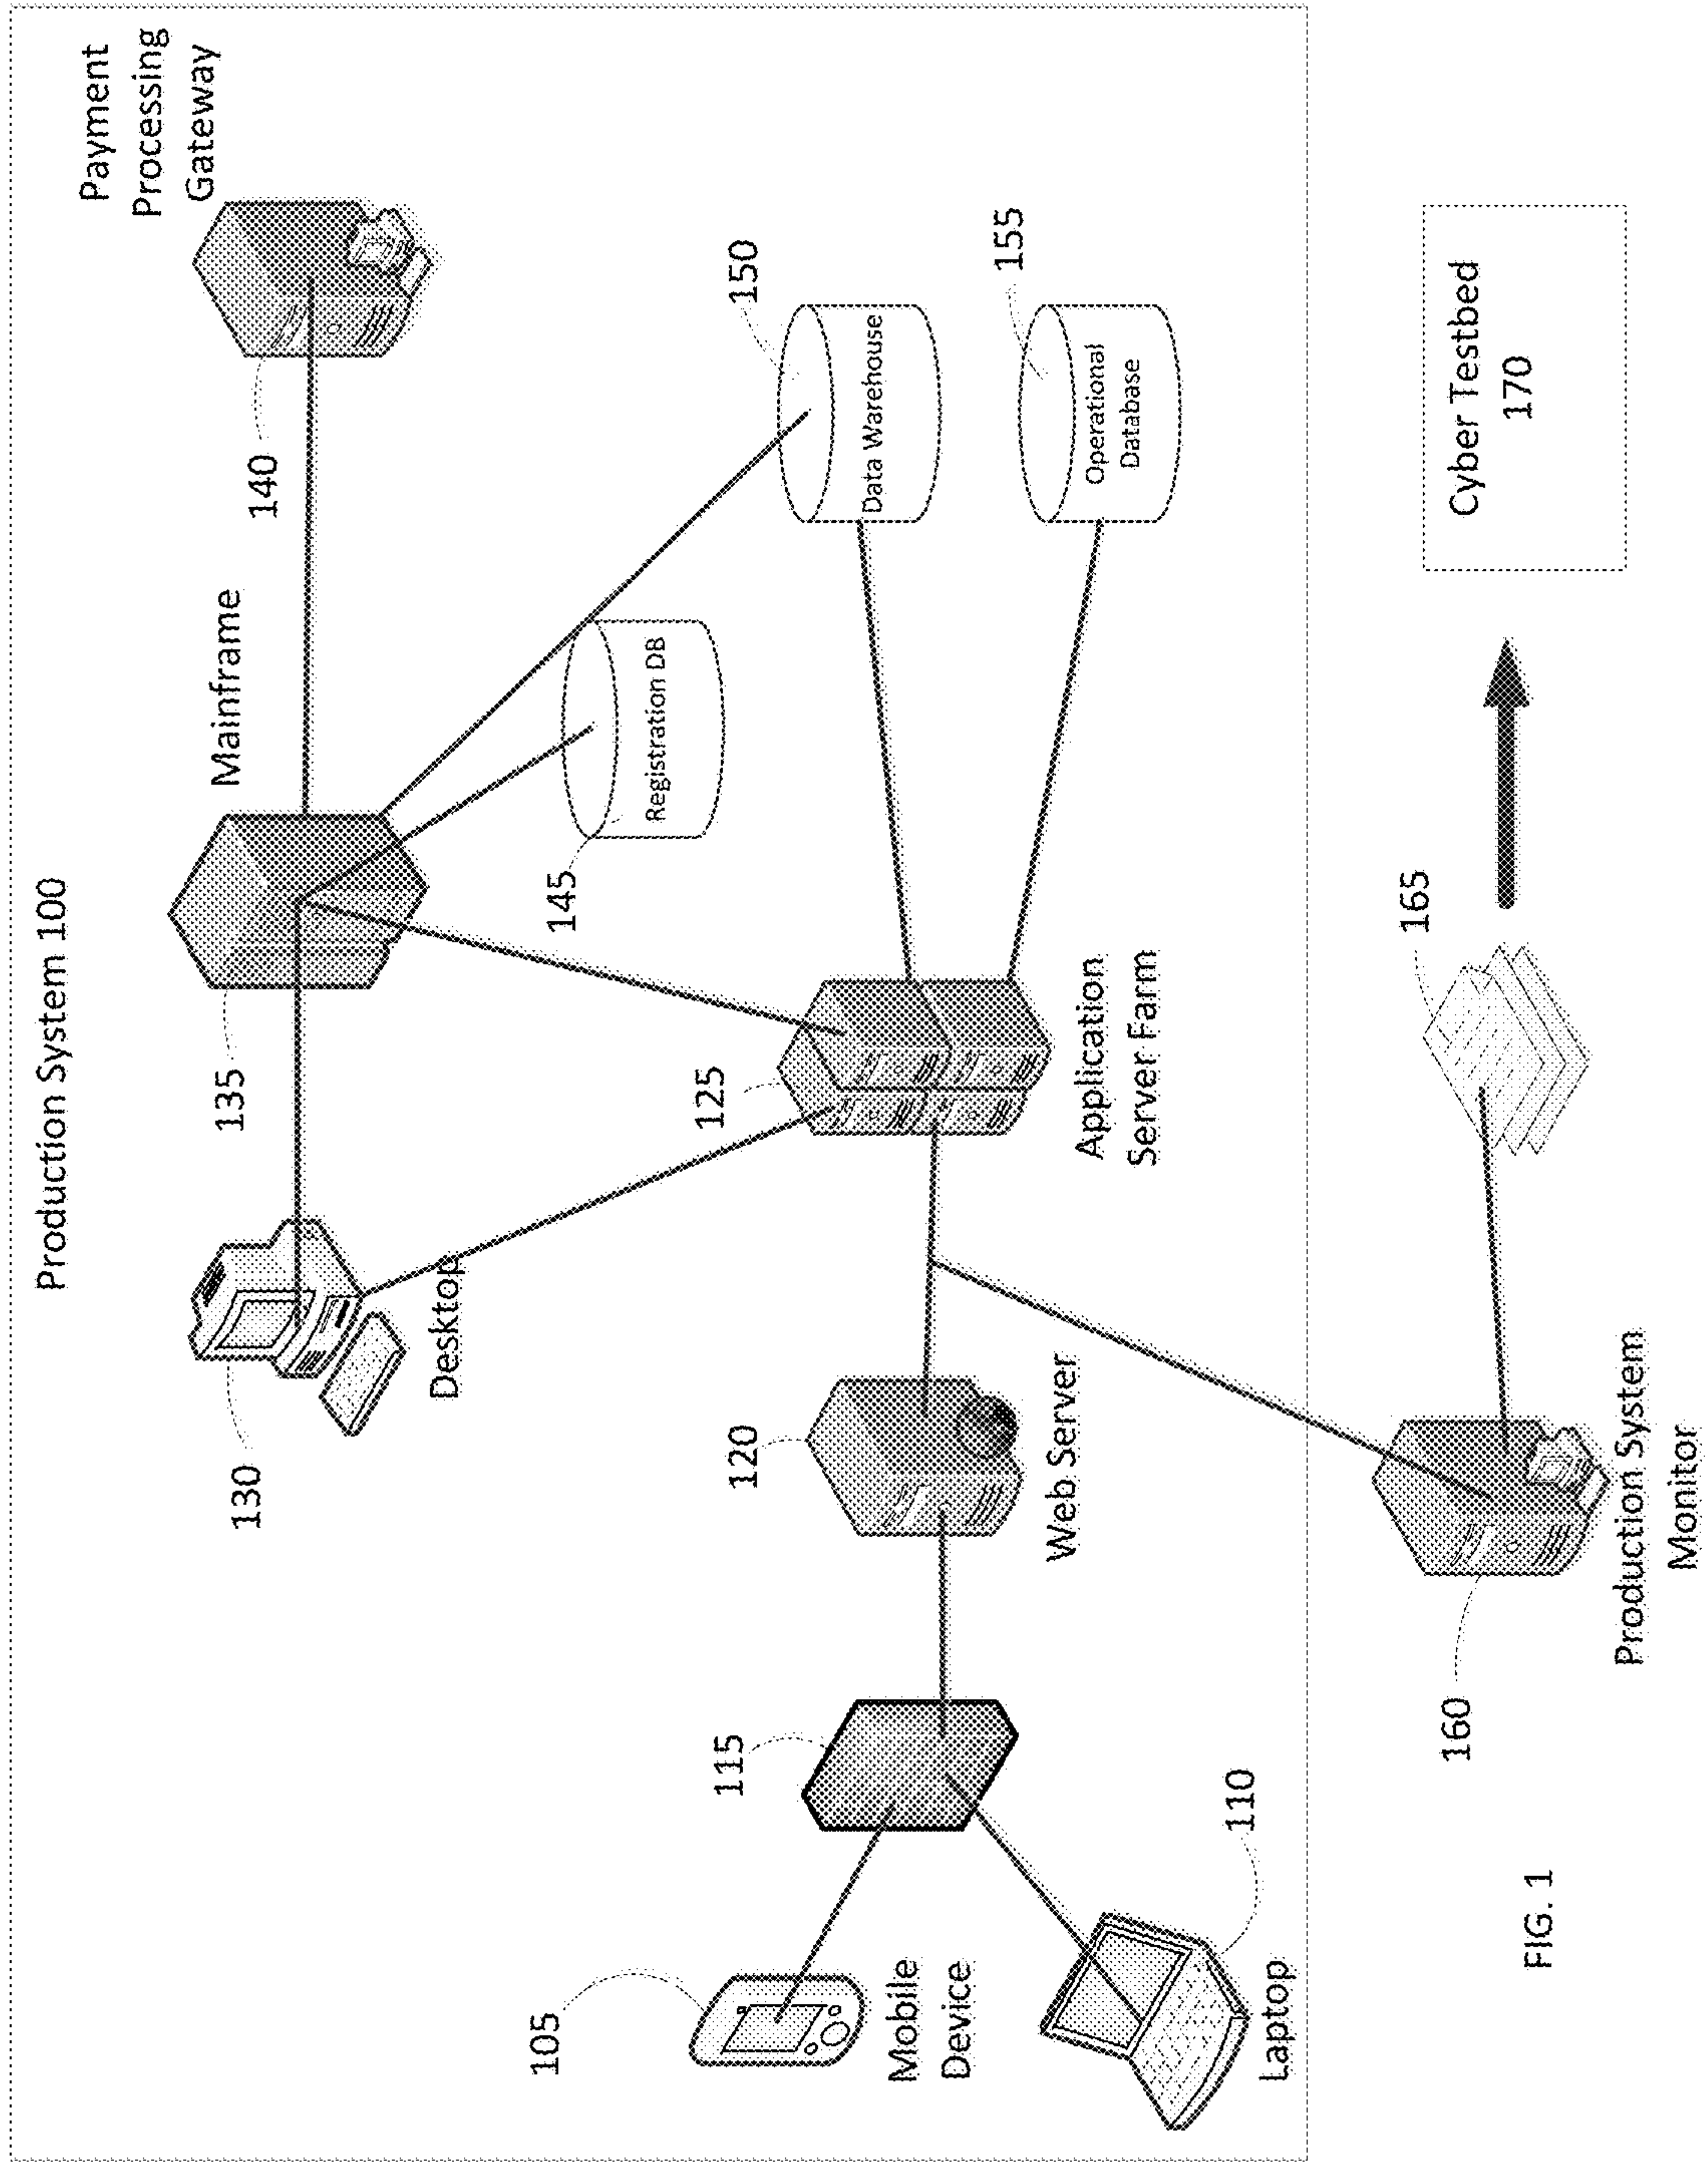 Production System 100
Payment
Processing
Gateway
Mainframe
140
135
130
Desktop
145
Registration DB
150
Data Warehouse
155
Operational
Database
125
Application
Server Farm
120
Web Server
115
105
Mobile
Device
110
Laptop
160
Production System
Monitor
165
Cyber Testbed
170
FIG. 1